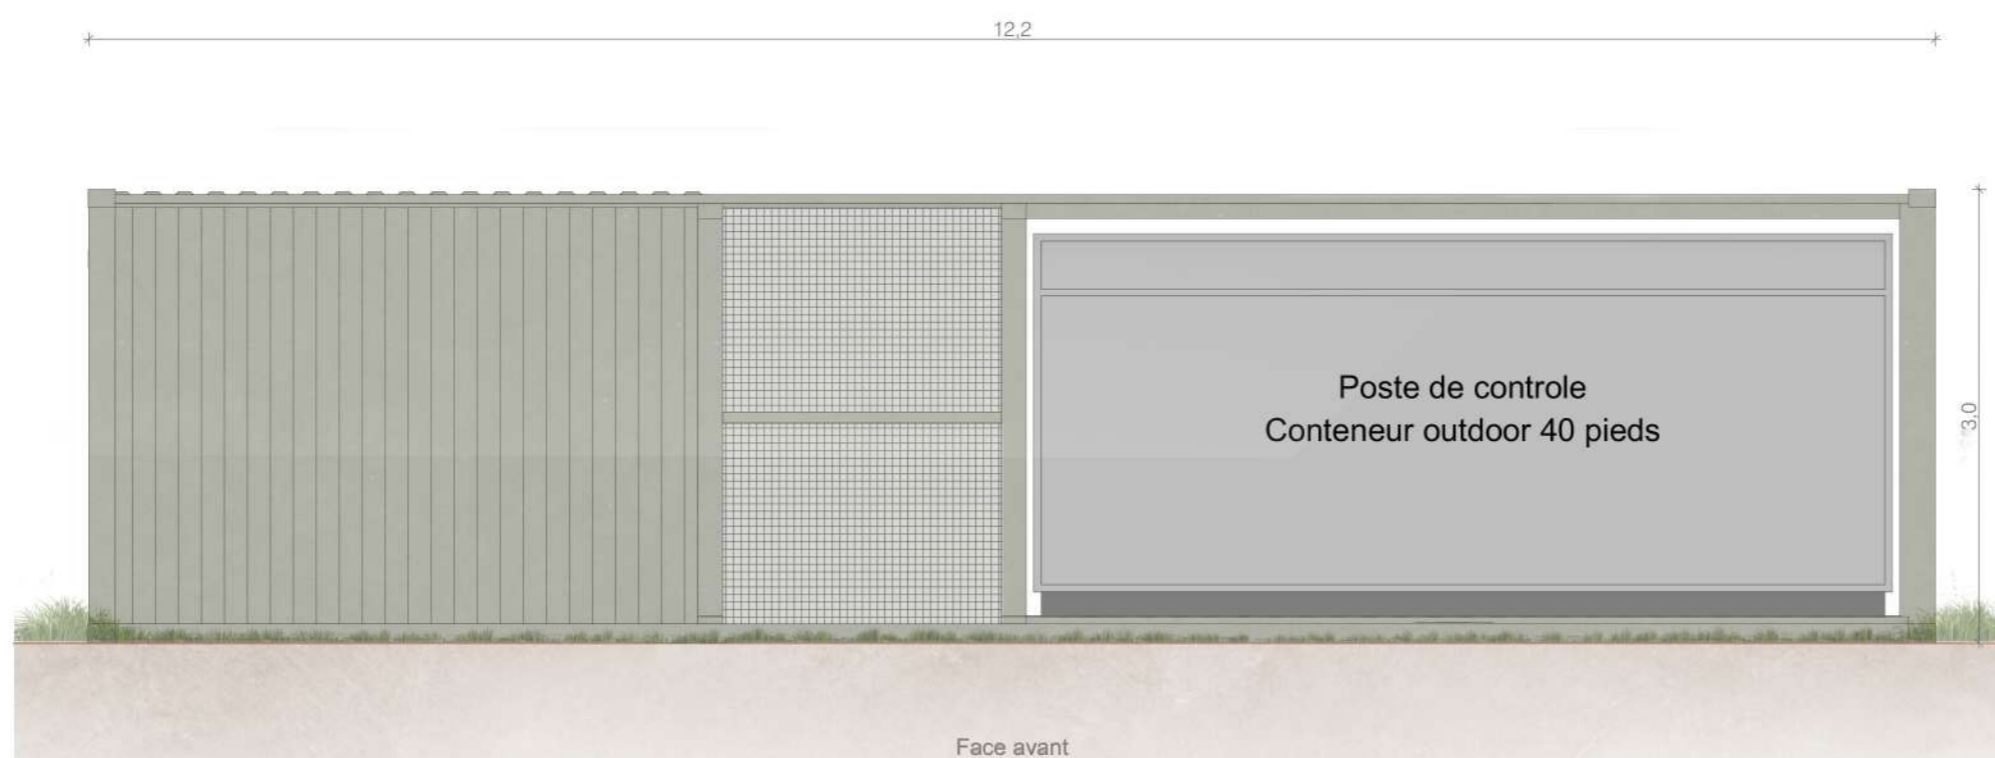 12,2
Poste de controle
Conteneur outdoor 40 pieds
3,0
Face avant